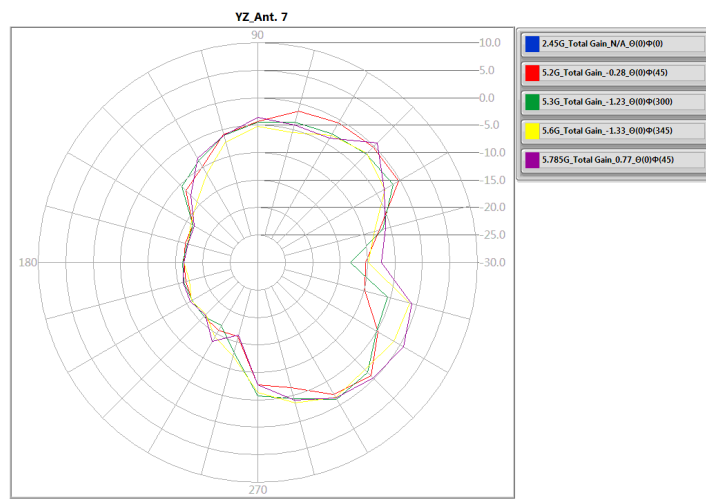 YZ_Ant. 7
90
10.0
5.0
0.0
-5.0
-10.0
-15.0
-20.0
-25.0
-30.0
180
270
2.45G_Total Gain_N/A_Θ(0)Φ(0)
5.2G_Total Gain_-0.28_Θ(0)Φ(45)
5.3G_Total Gain_-1.23_Θ(0)Φ(300)
5.6G_Total Gain_-1.33_Θ(0)Φ(345)
5.785G_Total Gain_0.77_Θ(0)Φ(45)